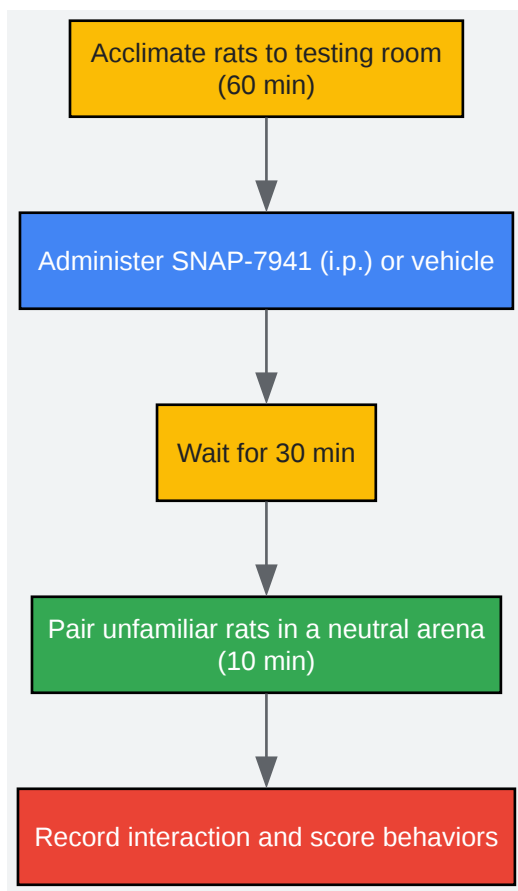 Acclimate rats to testing room
(60 min)
Administer SNAP-7941 (i.p.) or vehicle
Wait for 30 min
Pair unfamiliar rats in a neutral arena
(10 min)
Record interaction and score behaviors